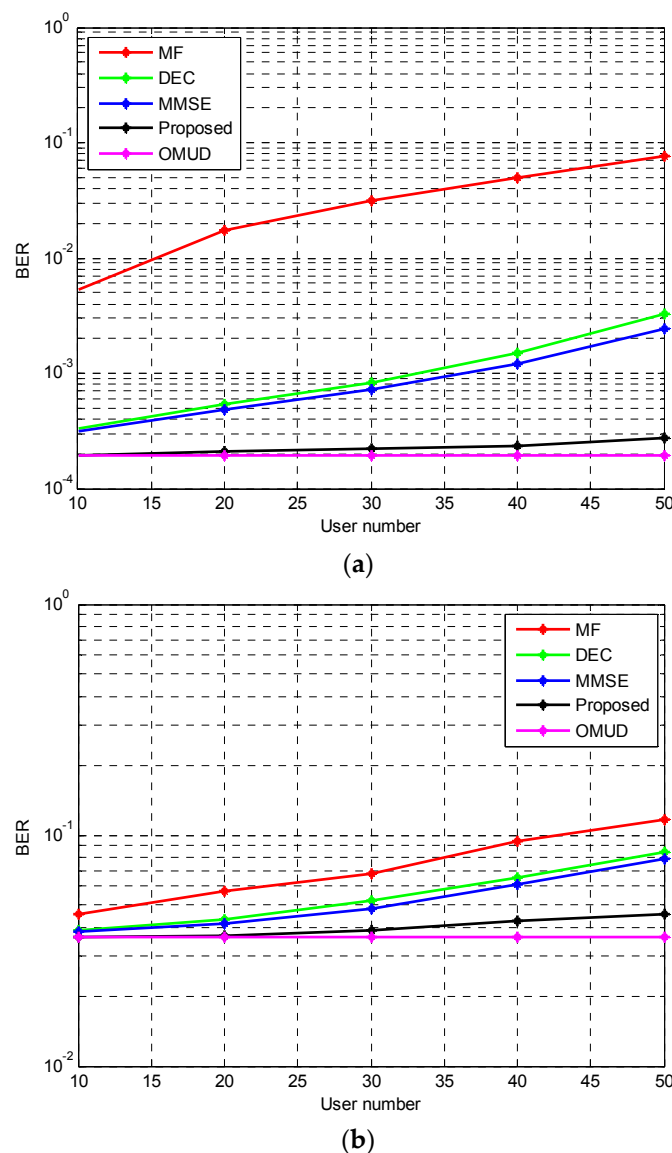 10^0
10^-1
10^-2
10^-3
10^-4
BER
MF
DEC
MMSE
Proposed
OMUD
10 15 20 25 30 35 40 45 50
User number
(a)
10^0
10^-1
10^-2
BER
MF
DEC
MMSE
Proposed
OMUD
10 15 20 25 30 35 40 45 50
User number
(b)